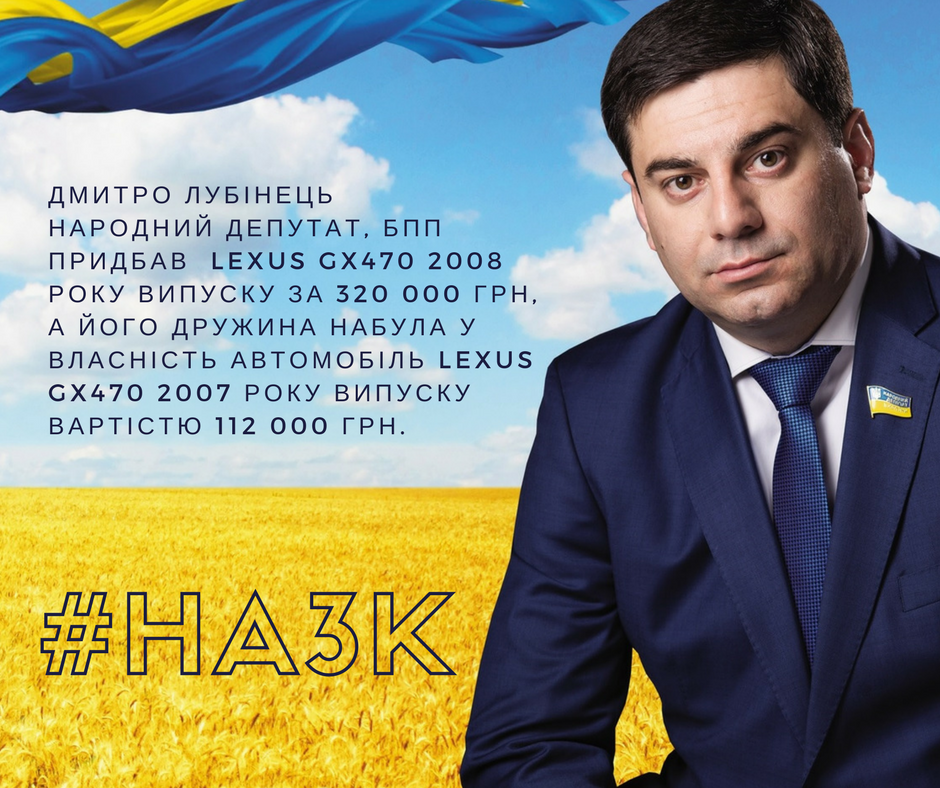 ДМИТРО ЛУБІНЕЦЬ
НАРОДНИЙ ДЕПУТАТ, БПП
ПРИДБАВ LEXUS GX470 2008
РОКУ ВИПУСКУ ЗА 320 000 ГРН,
А ЙОГО ДРУЖИНА НАБУЛА У
ВЛАСНІСТЬ АВТОМОБІЛЬ LEXUS
GX470 2007 РОКУ ВИПУСКУ
ВАРТІСТЮ 112 000 ГРН.
#НАЗК